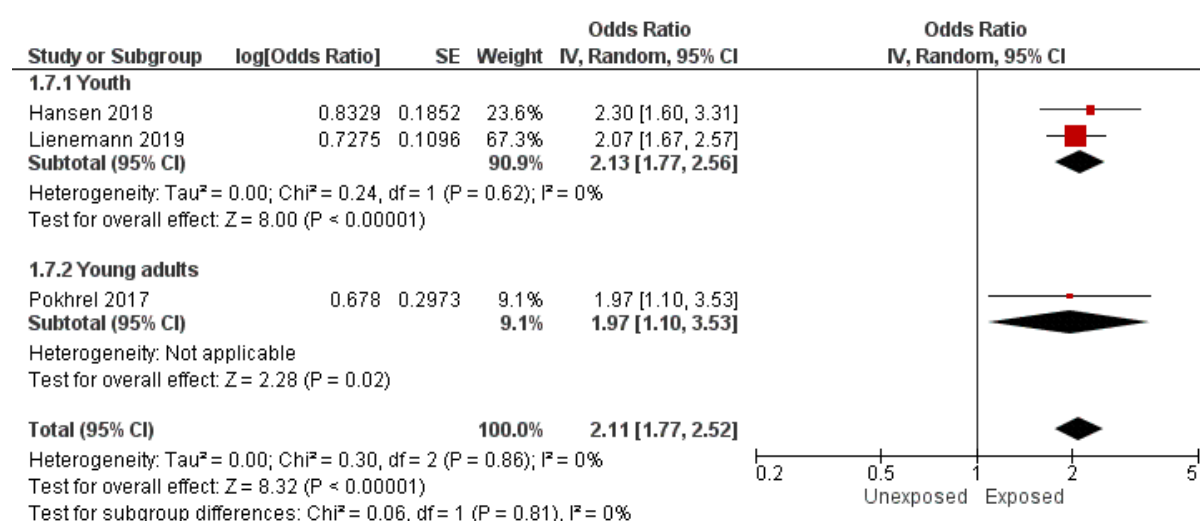 Odds Ratio Odds Ratio
Study or Subgroup log[Odds Ratio] SE Weight IV, Random, 95% CI IV, Random, 95% CI
1.7.1 Youth
Hansen 2018 0.8329 0.1852 23.6% 2.30 [1.60, 3.31]
Lienemann 2019 0.7275 0.1096 67.3% 2.07 [1.67, 2.57]
Subtotal (95% CI) 90.9% 2.13 [1.77, 2.56]
Heterogeneity: Tau² = 0.00; Chi² = 0.24, df = 1 (P = 0.62); I² = 0%
Test for overall effect: Z = 8.00 (P < 0.00001)
1.7.2 Young adults
Pokhrel 2017 0.678 0.2973 9.1% 1.97 [1.10, 3.53]
Subtotal (95% CI) 9.1% 1.97 [1.10, 3.53]
Heterogeneity: Not applicable
Test for overall effect: Z = 2.28 (P = 0.02)
Total (95% CI) 100.0% 2.11 [1.77, 2.52]
Heterogeneity: Tau² = 0.00; Chi² = 0.30, df = 2 (P = 0.86); I² = 0%
Test for overall effect: Z = 8.32 (P < 0.00001)
Test for subgroup differences: Chi² = 0.06, df = 1 (P = 0.81), I² = 0%
0.2 0.5 1 2 5
Unexposed Exposed